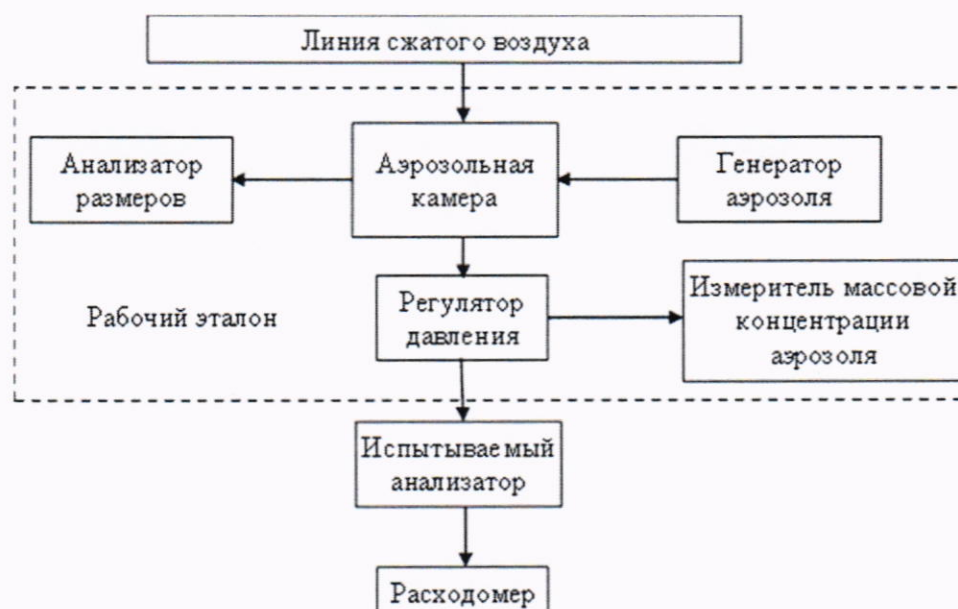 Линия сжатого воздуха
Анализатор
размеров
Аэрозольная
камера
Генератор
аэрозоля
Рабочий эталон
Регулятор
давления
Измеритель массовой
концентрации
аэрозоля
Испытываемый
анализатор
Расходомер